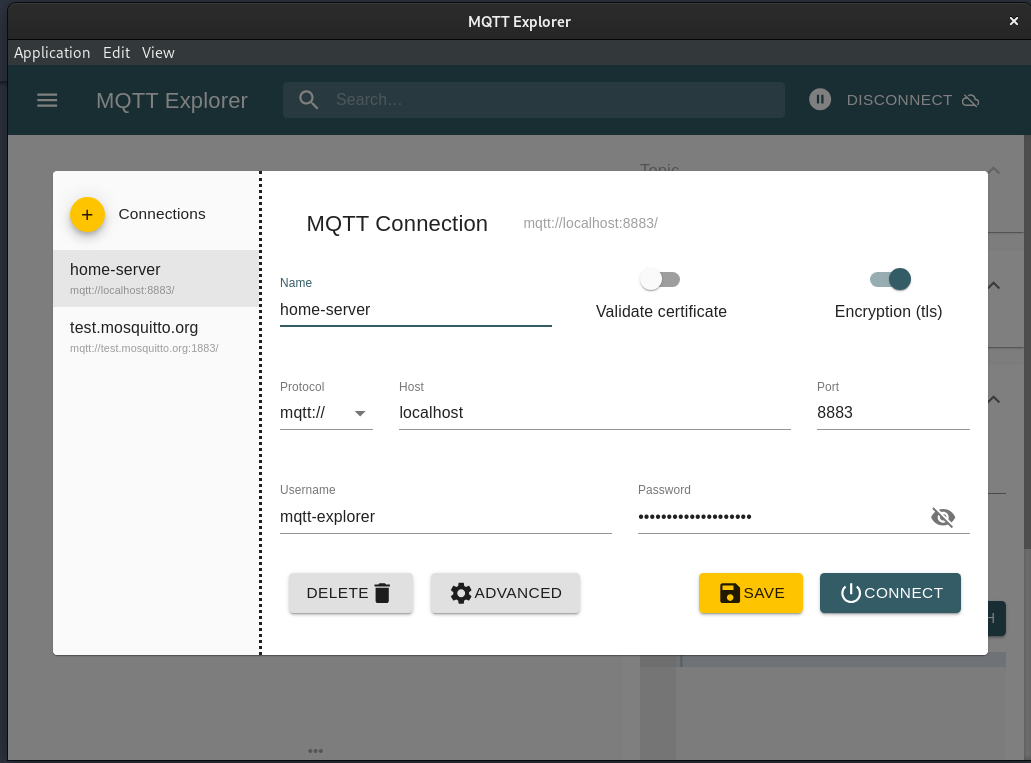 MQTT Explorer
Application Edit View
MQTT Explorer Search... DISCONNECT
Topic
+ Connections
home-server
mqtt://localhost:8883/
test.mosquitto.org
mqtt://test.mosquitto.org:1883/
MQTT Connection mqtt://localhost:8883/
Name
home-server
Validate certificate Encryption (tls)
Protocol Host Port
mqtt:// localhost 8883
Username Password
mqtt-explorer •••••••••••••••••••
DELETE ADVANCED SAVE CONNECT
H